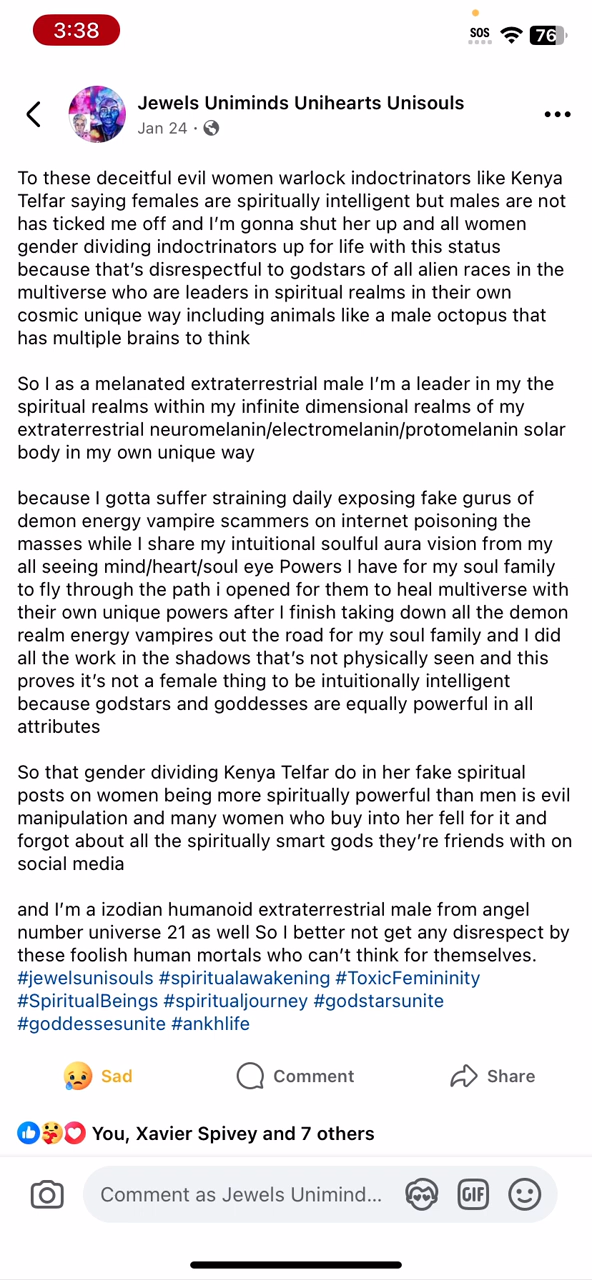 3:38
SOS
76
Jewels Uniminds Unihearts Unisouls
Jan 24 ·
To these deceitful evil women warlock indoctrinators like Kenya
Telfar saying females are spiritually intelligent but males are not
has ticked me off and I'm gonna shut her up and all women
gender dividing indoctrinators up for life with this status
because that's disrespectful to godstars of all alien races in the
multiverse who are leaders in spiritual realms in their own
cosmic unique way including animals like a male octopus that
has multiple brains to think
So I as a melanated extraterrestrial male I'm a leader in my the
spiritual realms within my infinite dimensional realms of my
extraterrestrial neuromelanin/electromelanin/protomelanin solar
body in my own unique way
because I gotta suffer straining daily exposing fake gurus of
demon energy vampire scammers on internet poisoning the
masses while I share my intuitional soulful aura vision from my
all seeing mind/heart/soul eye Powers I have for my soul family
to fly through the path i opened for them to heal multiverse with
their own unique powers after I finish taking down all the demon
realm energy vampires out the road for my soul family and I did
all the work in the shadows that's not physically seen and this
proves it's not a female thing to be intuitionally intelligent
because godstars and goddesses are equally powerful in all
attributes
So that gender dividing Kenya Telfar do in her fake spiritual
posts on women being more spiritually powerful than men is evil
manipulation and many women who buy into her fell for it and
forgot about all the spiritually smart gods they're friends with on
social media
and I'm a izodian humanoid extraterrestrial male from angel
number universe 21 as well So I better not get any disrespect by
these foolish human mortals who can't think for themselves.
#jewelsunisouls #spiritualawakening #ToxicFemininity
#SpiritualBeings #spiritualjourney #godstarsunite
#goddessesunite #ankhlife
Sad
Comment
Share
You, Xavier Spivey and 7 others
Comment as Jewels Unimind...
GIF